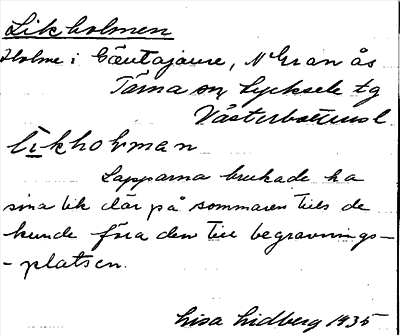 Likholmen
Holme i Gäutajaure, N Gran ås
Tärna sn, Lycksele tg
Västerbottens l
līkhoļman
Lapparna brukade ha
sina lik där på sommaren tills de
kunde föra dem till begravnings-
-platsen.
Lisa Lidberg 1935